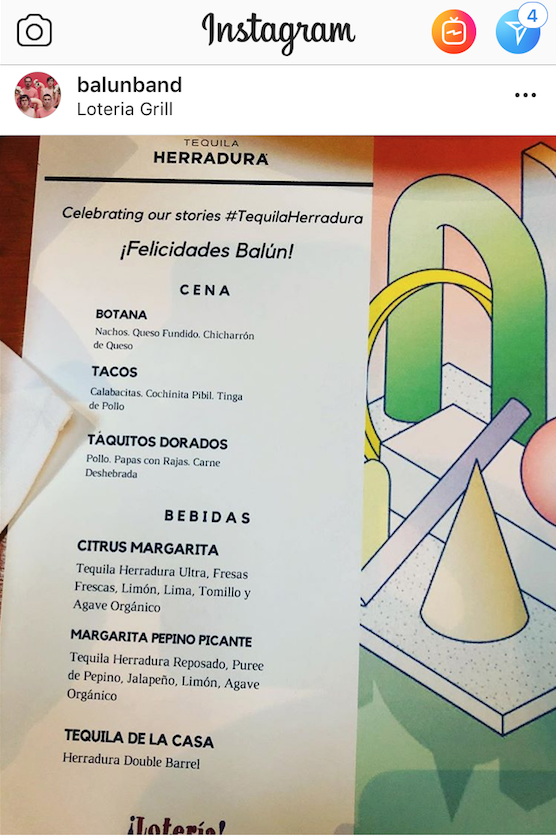 Instagram
4
balunband
Loteria Grill
TEQUILA
HERRADURA
Celebrating our stories #TequilaHerradura
¡Felicidades Balún!
CENA
BOTANA
Nachos. Queso Fundido. Chicharrón
de Queso
TACOS
Calabacitas. Cochinita Pibil. Tinga
de Pollo
TÁQUITOS DORADOS
Pollo. Papas con Rajas. Carne
Deshebrada
BEBIDAS
CITRUS MARGARITA
Tequila Herradura Ultra, Fresas
Frescas, Limón, Lima, Tomillo y
Agave Orgánico
MARGARITA PEPINO PICANTE
Tequila Herradura Reposado, Puree
de Pepino, Jalapeño, Limón, Agave
Orgánico
TEQUILA DE LA CASA
Herradura Double Barrel
¡Lotería!